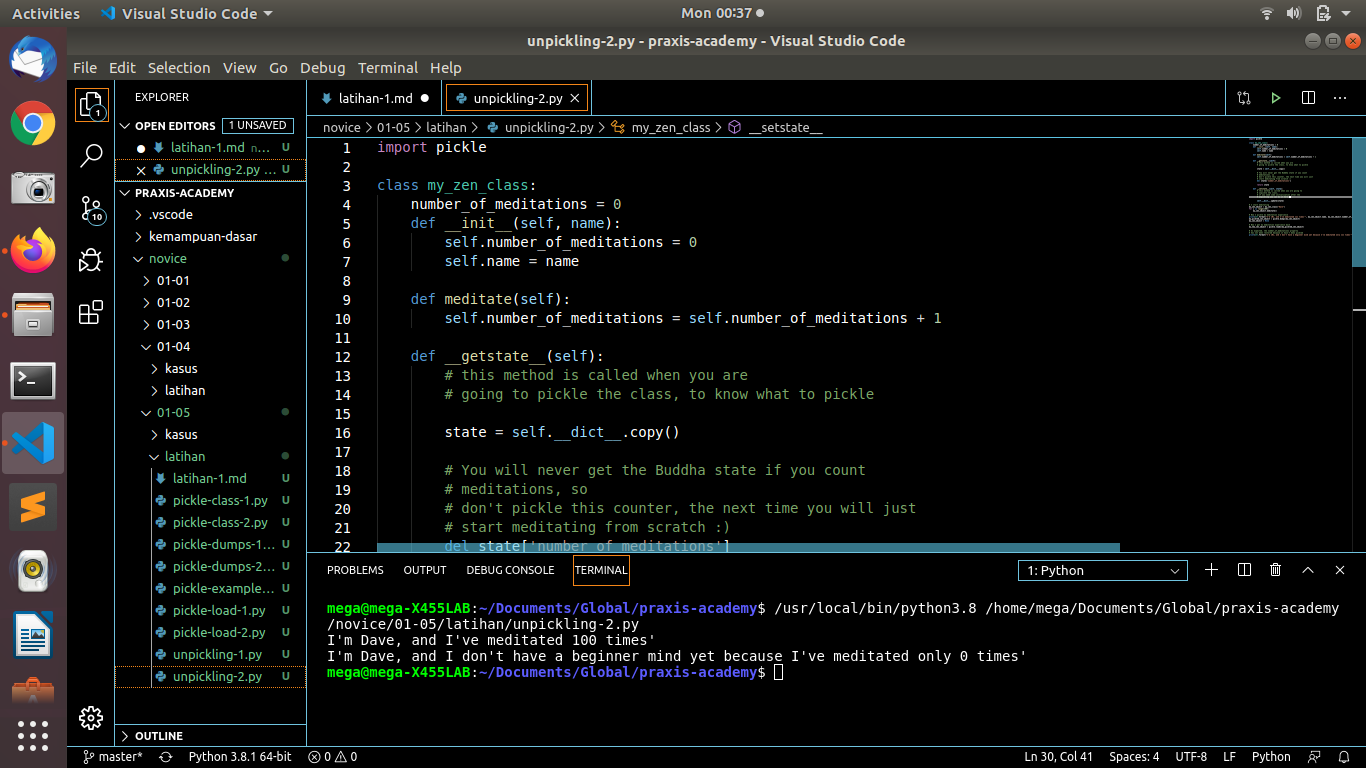 Activities Visual Studio Code Mon 00:37
unpickling-2.py - praxis-academy - Visual Studio Code
File Edit Selection View Go Debug Terminal Help
1
EXPLORER
OPEN EDITORS 1 UNSAVED
latihan-1.md n... U
unpickling-2.py ... U
PRAXIS-ACADEMY
.vscode
kemampuan-dasar
novice
01-01
01-02
01-03
01-04
kasus
latihan
01-05
kasus
latihan
latihan-1.md U
pickle-class-1.py U
pickle-class-2.py U
pickle-dumps-1... U
pickle-dumps-2... U
pickle-example... U
pickle-load-1.py U
pickle-load-2.py U
unpickling-1.py U
unpickling-2.py U
OUTLINE
10
latihan-1.md unpickling-2.py
novice > 01-05 > latihan > unpickling-2.py > my_zen_class > __setstate__
1 import pickle
2
3 class my_zen_class:
4 number_of_meditations = 0
5 def __init__(self, name):
6 self.number_of_meditations = 0
7 self.name = name
8
9 def meditate(self):
10 self.number_of_meditations = self.number_of_meditations + 1
11
12 def __getstate__(self):
13 # this method is called when you are
14 # going to pickle the class, to know what to pickle
15
16 state = self.__dict__.copy()
17
18 # You will never get the Buddha state if you count
19 # meditations, so
20 # don't pickle this counter, the next time you will just
21 # start meditating from scratch :)
22 del state['number_of_meditations']
PROBLEMS OUTPUT DEBUG CONSOLE TERMINAL 1: Python
mega@mega-X455LAB:~/Documents/Global/praxis-academy$ /usr/local/bin/python3.8 /home/mega/Documents/Global/praxis-academy
/novice/01-05/latihan/unpickling-2.py
I'm Dave, and I've meditated 100 times'
I'm Dave, and I don't have a beginner mind yet because I've meditated only 0 times'
mega@mega-X455LAB:~/Documents/Global/praxis-academy$
master* Python 3.8.1 64-bit 0 0 Ln 30, Col 41 Spaces: 4 UTF-8 LF Python